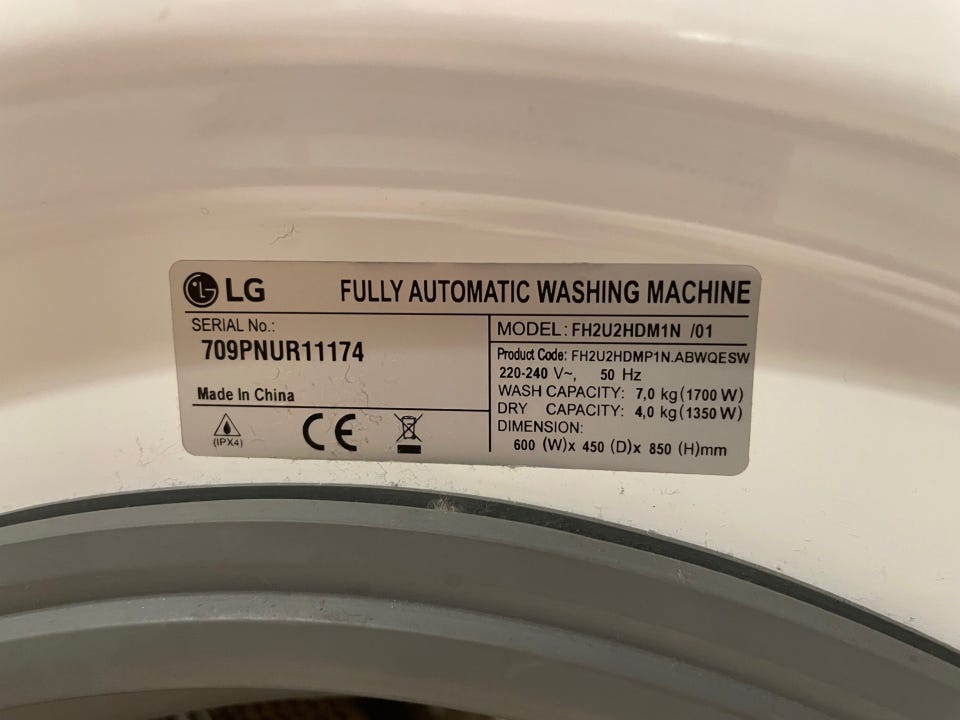 LG FULLY AUTOMATIC WASHING MACHINE
SERIAL No.:
709PNUR11174
Made In China
(IPX4)
CE
MODEL: FH2U2HDM1N /01
Product Code: FH2U2HDMP1N.ABWQESW
220-240 V~, 50 Hz
WASH CAPACITY: 7,0 kg (1700 W)
DRY CAPACITY: 4,0 kg (1350 W)
DIMENSION:
600 (W)x 450 (D)x 850 (H)mm